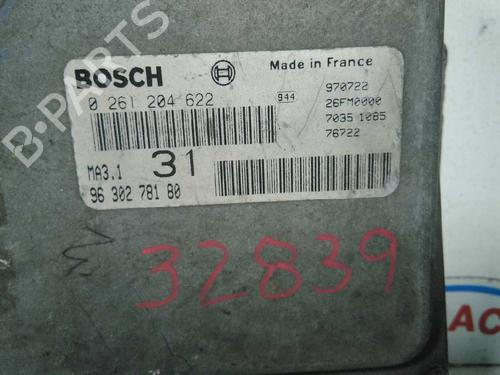 BOSCH
Made in France
0 261 204 622
944
970722
26FM0000
7035 1085
76722
MA3.1
31
96 302 781 80
32839
B-PARTS
AC